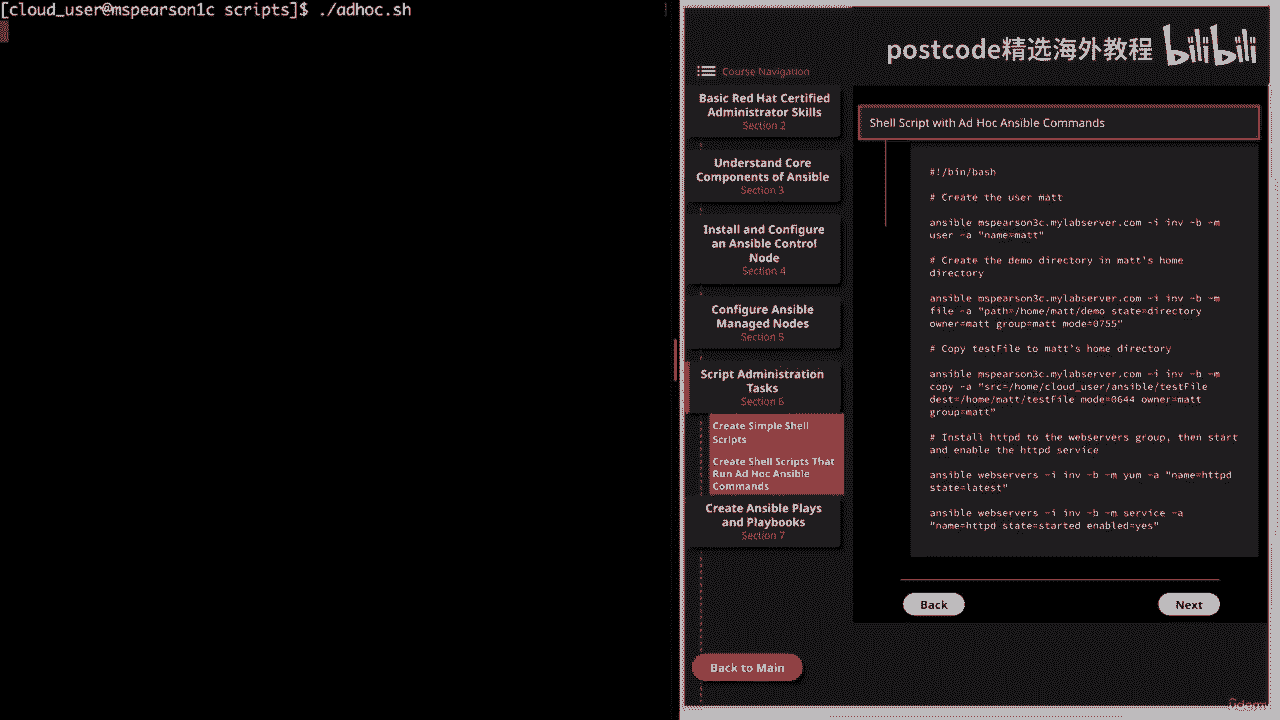 [cloud_user@mspearson1c scripts]$ ./adhoc.sh
postcode精选海外教程 bilibili
Course Navigation
Basic Red Hat Certified
Administrator Skills
Section 2
Understand Core
Components of Ansible
Section 3
Install and Configure
an Ansible Control
Node
Section 4
Configure Ansible
Managed Nodes
Section 5
Script Administration
Tasks
Section 6
Create Simple Shell
Scripts
Create Shell Scripts That
Run Ad Hoc Ansible
Commands
Create Ansible Plays
and Playbooks
Section 7
Back to Main
Shell Script with Ad Hoc Ansible Commands
#!/bin/bash
# Create the user matt
ansible mspearson3c.mylabserver.com -i inv -b -m
user -a "name=matt"
# Create the demo directory in matt's home
directory
ansible mspearson3c.mylabserver.com -i inv -b -m
file -a "path=/home/matt/demo state=directory
owner=matt group=matt mode=0755"
# Copy testFile to matt's home directory
ansible mspearson3c.mylabserver.com -i inv -b -m
copy -a "src=/home/cloud_user/ansible/testFile
dest=/home/matt/testFile mode=0644 owner=matt
group=matt"
# Install httpd to the webservers group, then start
and enable the httpd service
ansible webservers -i inv -b -m yum -a "name=httpd
state=latest"
ansible webservers -i inv -b -m service -a
"name=httpd state=started enabled=yes"
Back
Next